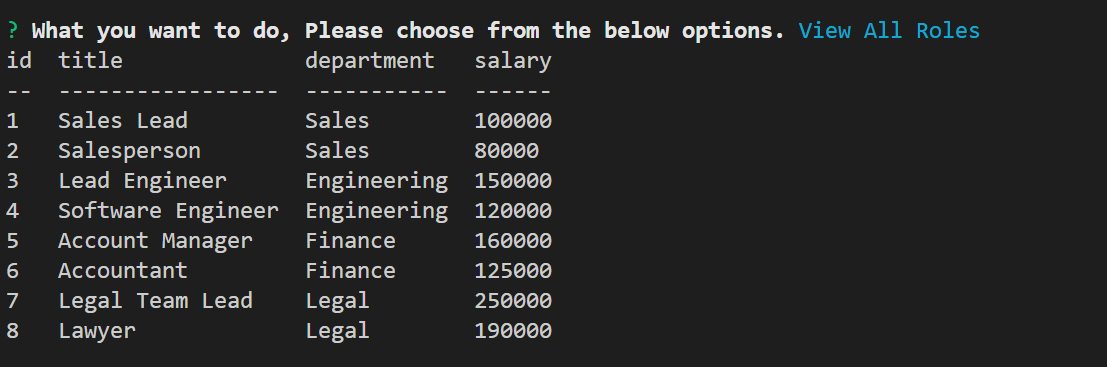 ? What you want to do, Please choose from the below options. View All Roles
id  title              department   salary
--  -----------------  -----------  ------
1   Sales Lead         Sales        100000
2   Salesperson        Sales        80000
3   Lead Engineer      Engineering  150000
4   Software Engineer  Engineering  120000
5   Account Manager    Finance      160000
6   Accountant         Finance      125000
7   Legal Team Lead    Legal        250000
8   Lawyer             Legal        190000